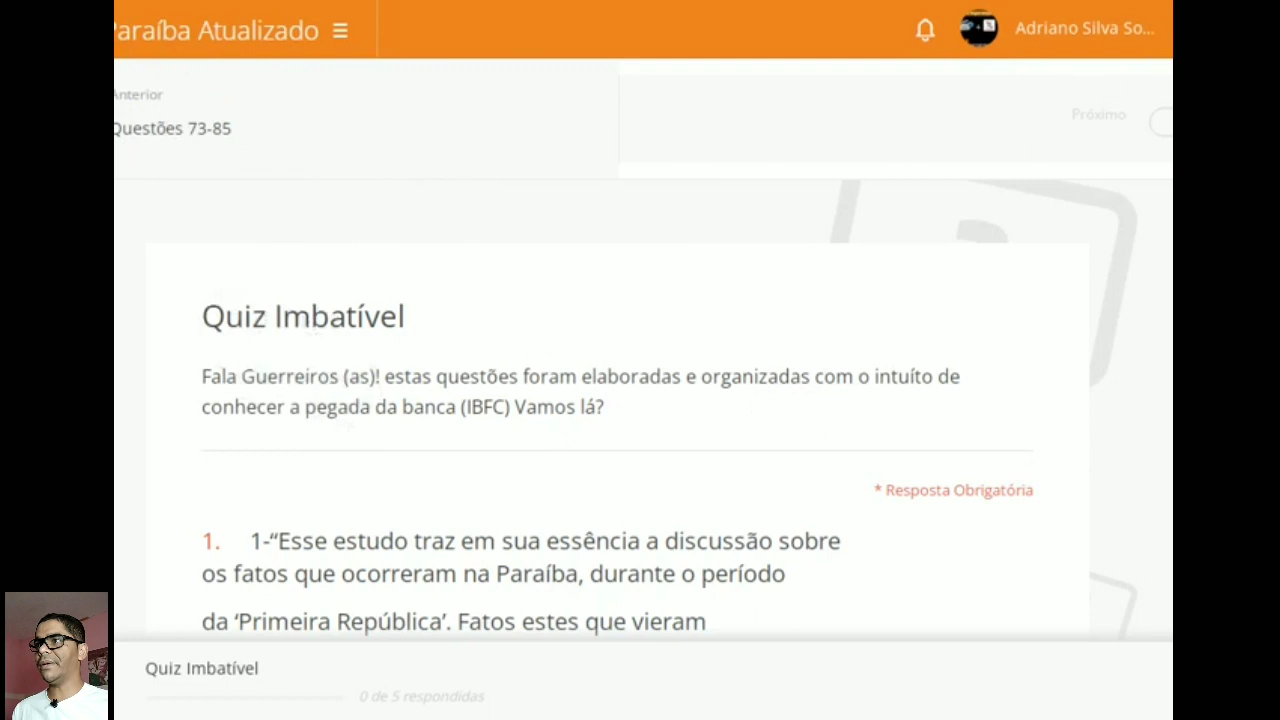 Paraíba Atualizado
Adriano Silva So...
Anterior
Questões 73-85
Próximo
Quiz Imbatível
Fala Guerreiros (as)! estas questões foram elaboradas e organizadas com o intuíto de
conhecer a pegada da banca (IBFC) Vamos lá?
* Resposta Obrigatória
1. 1-“Esse estudo traz em sua essência a discussão sobre
os fatos que ocorreram na Paraíba, durante o período
da ‘Primeira República’. Fatos estes que vieram
Quiz Imbatível
0 de 5 respondidas